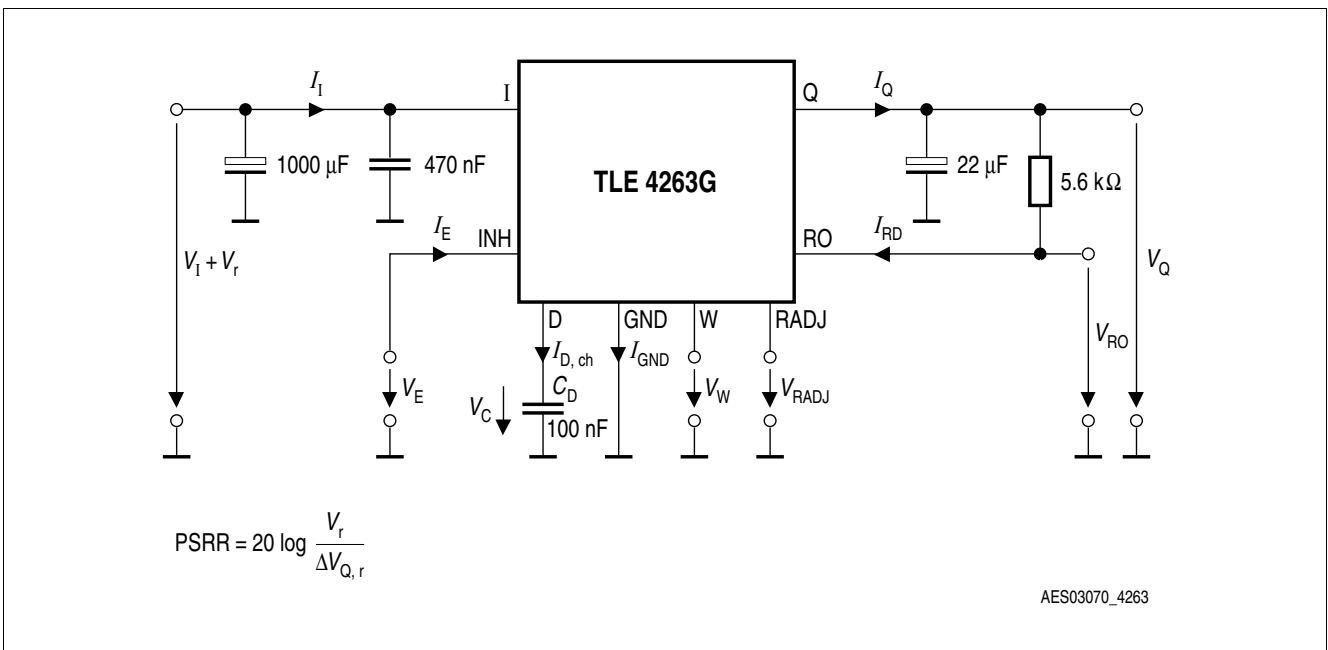 I_I
I
Q
I_Q
1000 µF
470 nF
TLE 4263G
22 µF
5.6 kΩ
I_E
INH
RO
I_RD
V_I + V_r
V_Q
D
GND
W
RADJ
I_D, ch
I_GND
V_RO
V_E
V_C
C_D
100 nF
V_W
V_RADJ
PSRR = 20 log V_r / ΔV_Q, r
AES03070_4263